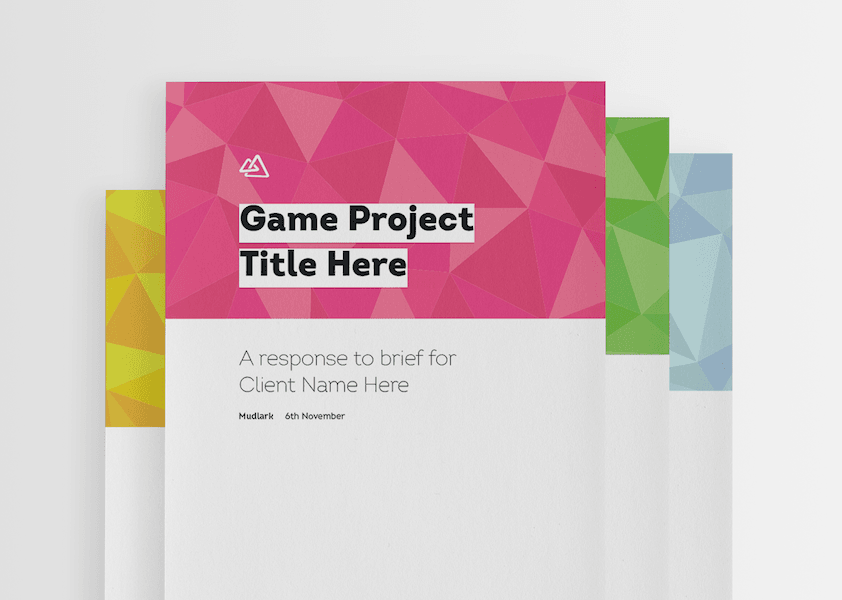 Game Project
Title Here
A response to brief for
Client Name Here
Mudlark 6th November